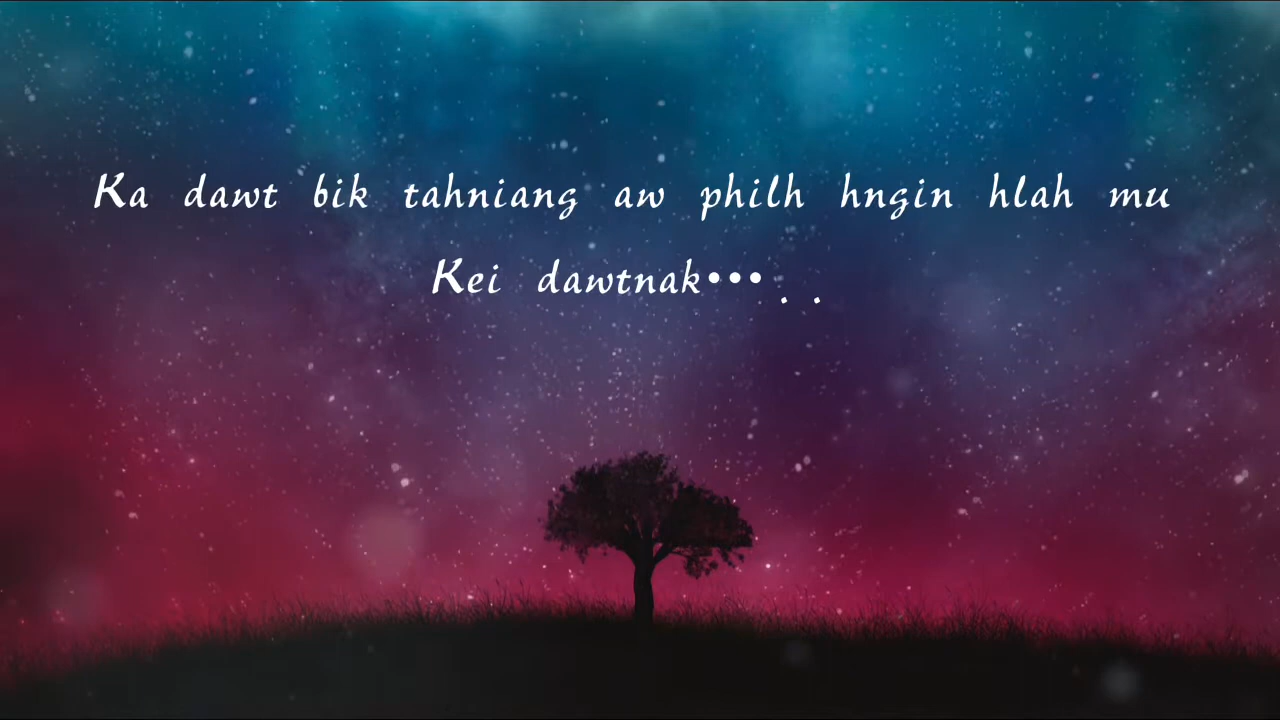 Ka dawt bik tahniang aw philh hngin hlah mu
Kei dawtnak•••. .